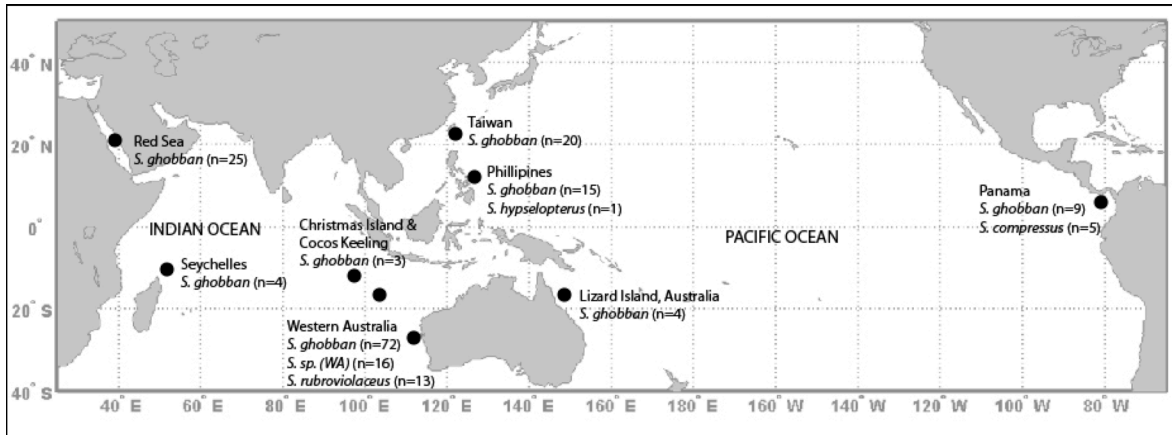 40° N
20° N
0°
20° S
40° S
Red Sea
S. ghobban (n=25)
Taiwan
S. ghobban (n=20)
Phillipines
S. ghobban (n=15)
S. hypselopterus (n=1)
Panama
S. ghobban (n=9)
S. compressus (n=5)
INDIAN OCEAN
Christmas Island &
Cocos Keeling
S. ghobban (n=3)
PACIFIC OCEAN
Seychelles
S. ghobban (n=4)
Lizard Island, Australia
S. ghobban (n=4)
Western Australia
S. ghobban (n=72)
S. sp. (WA) (n=16)
S. rubroviolaceus (n=13)
40° E 60° E 80° E 100° E 120° E 140° E 160° E 180° E 160° W 140° W 120° W 100° W 80° W